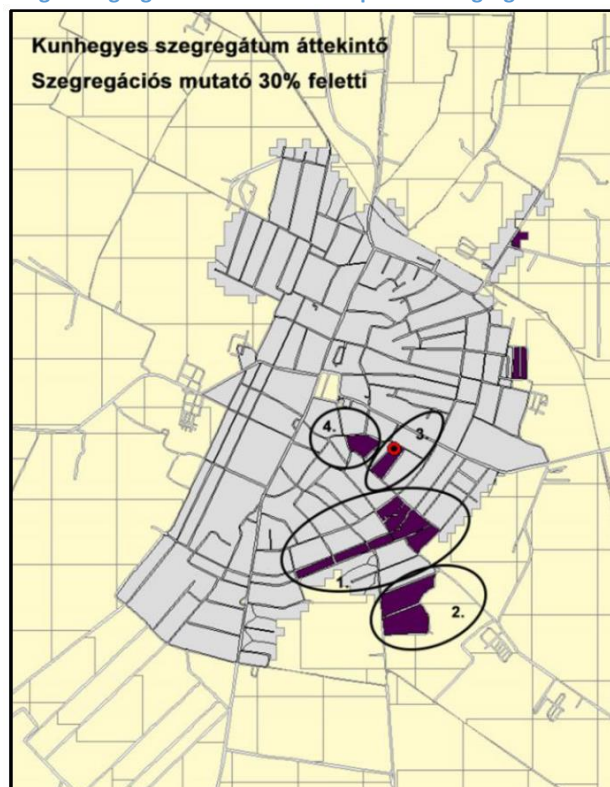 Kunhegyes szegregátum áttekintő
Szegregációs mutató 30% feletti
4.
3.
1.
2.